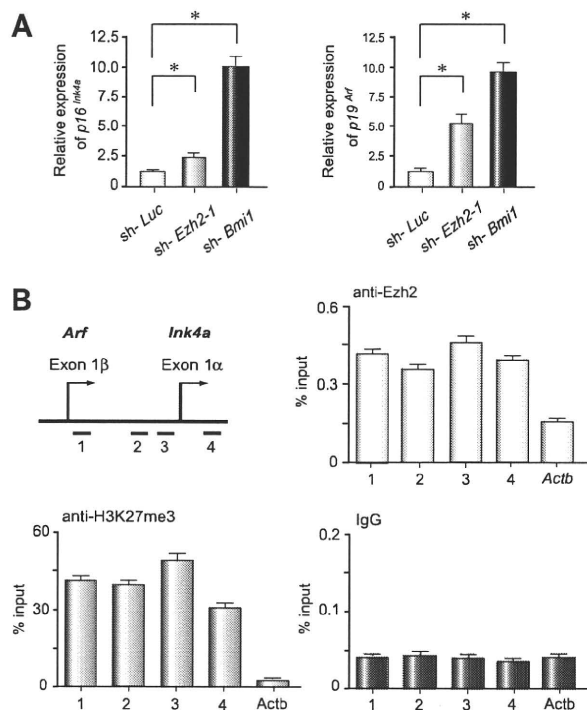 A
Relative expression of p16 Ink4a
12.5
10.0
7.5
5.0
2.5
0
*
*
sh- Luc
sh- Ezh2-1
sh- Bmi1
Relative expression of p19 Arf
12.5
10.0
7.5
5.0
2.5
0
*
*
sh- Luc
sh- Ezh2-1
sh- Bmi1
B
Arf Ink4a
Exon 1β Exon 1α
1 2 3 4
anti-Ezh2
% input
0.6
0.3
0
1 2 3 4 Actb
anti-H3K27me3
% input
60
30
0
1 2 3 4 Actb
IgG
% input
0.2
0.1
0
1 2 3 4 Actb